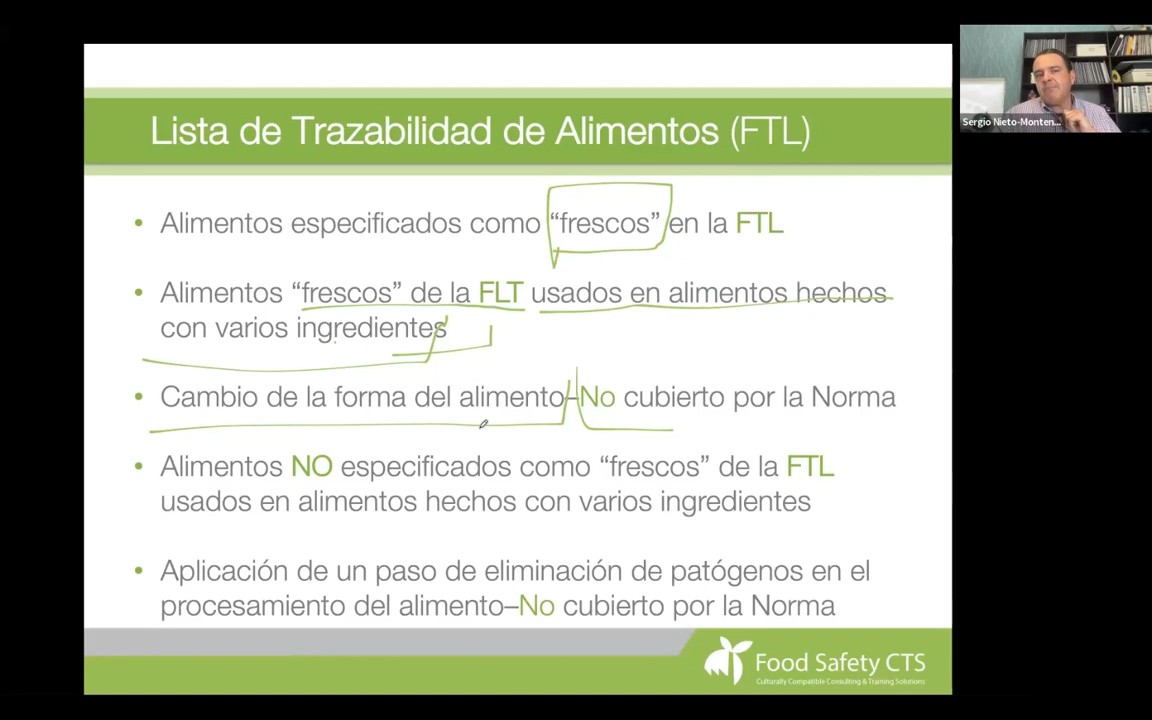 Lista de Trazabilidad de Alimentos (FTL)
Sergio Nieto-Monten...
• Alimentos especificados como “frescos” en la FTL
• Alimentos “frescos” de la FLT usados en alimentos hechos
con varios ingredientes
• Cambio de la forma del alimento–No cubierto por la Norma
• Alimentos NO especificados como “frescos” de la FTL
usados en alimentos hechos con varios ingredientes
• Aplicación de un paso de eliminación de patógenos en el
procesamiento del alimento–No cubierto por la Norma
Food Safety CTS
Culturally Compatible Consulting & Training Solutions